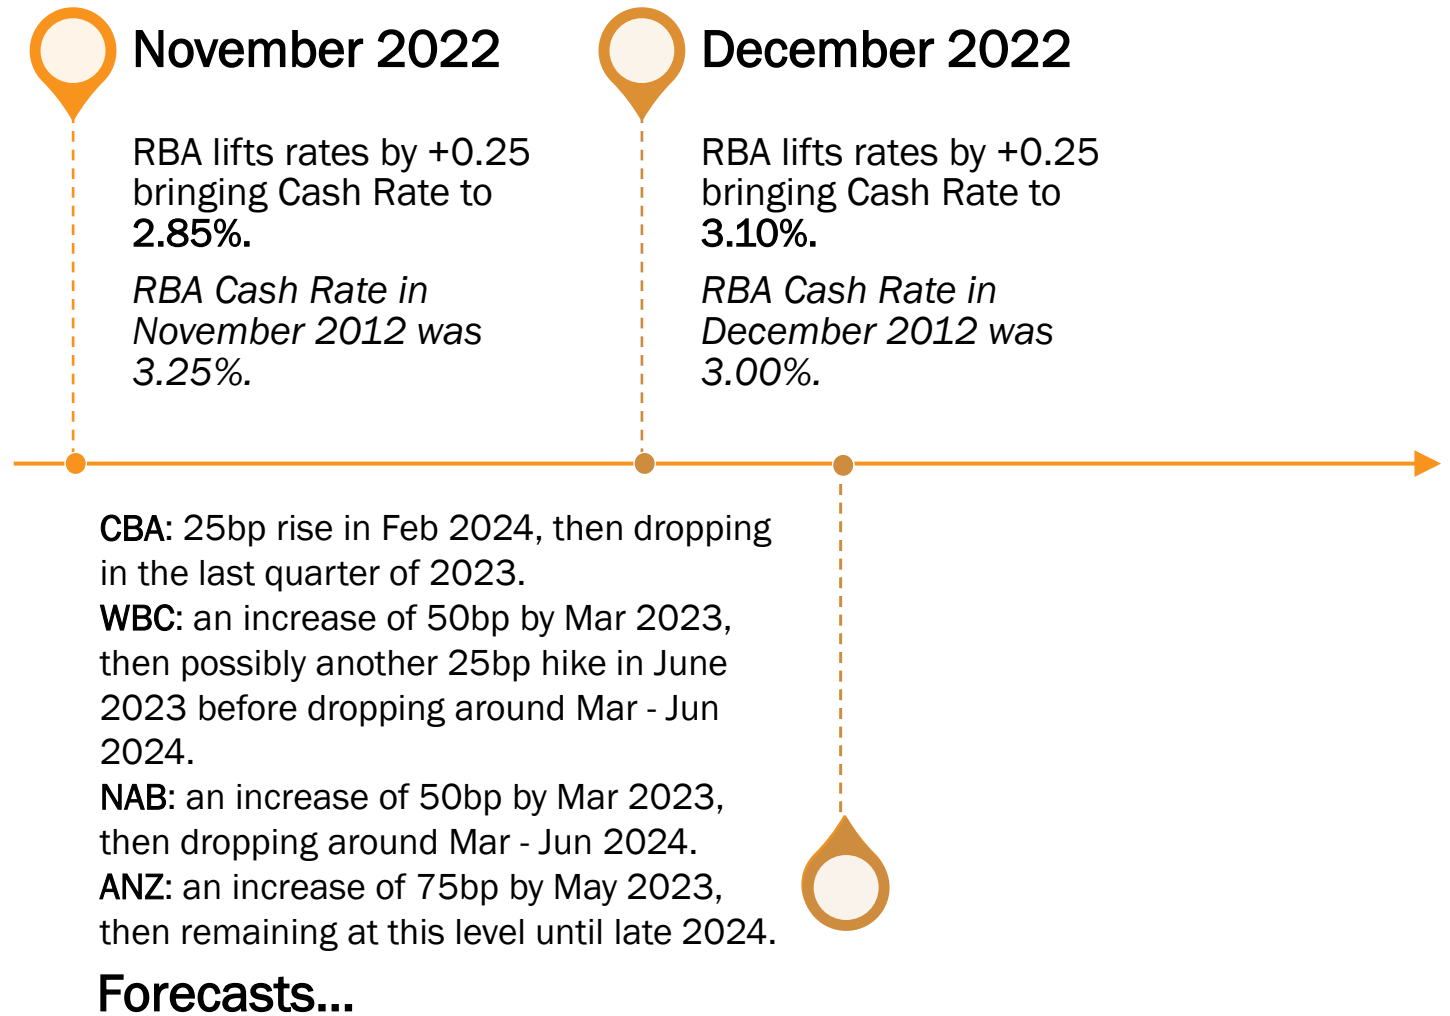 November 2022
RBA lifts rates by +0.25
bringing Cash Rate to
2.85%.
RBA Cash Rate in
November 2012 was
3.25%.
December 2022
RBA lifts rates by +0.25
bringing Cash Rate to
3.10%.
RBA Cash Rate in
December 2012 was
3.00%.
CBA: 25bp rise in Feb 2024, then dropping
in the last quarter of 2023.
WBC: an increase of 50bp by Mar 2023,
then possibly another 25bp hike in June
2023 before dropping around Mar - Jun
2024.
NAB: an increase of 50bp by Mar 2023,
then dropping around Mar - Jun 2024.
ANZ: an increase of 75bp by May 2023,
then remaining at this level until late 2024.
Forecasts...